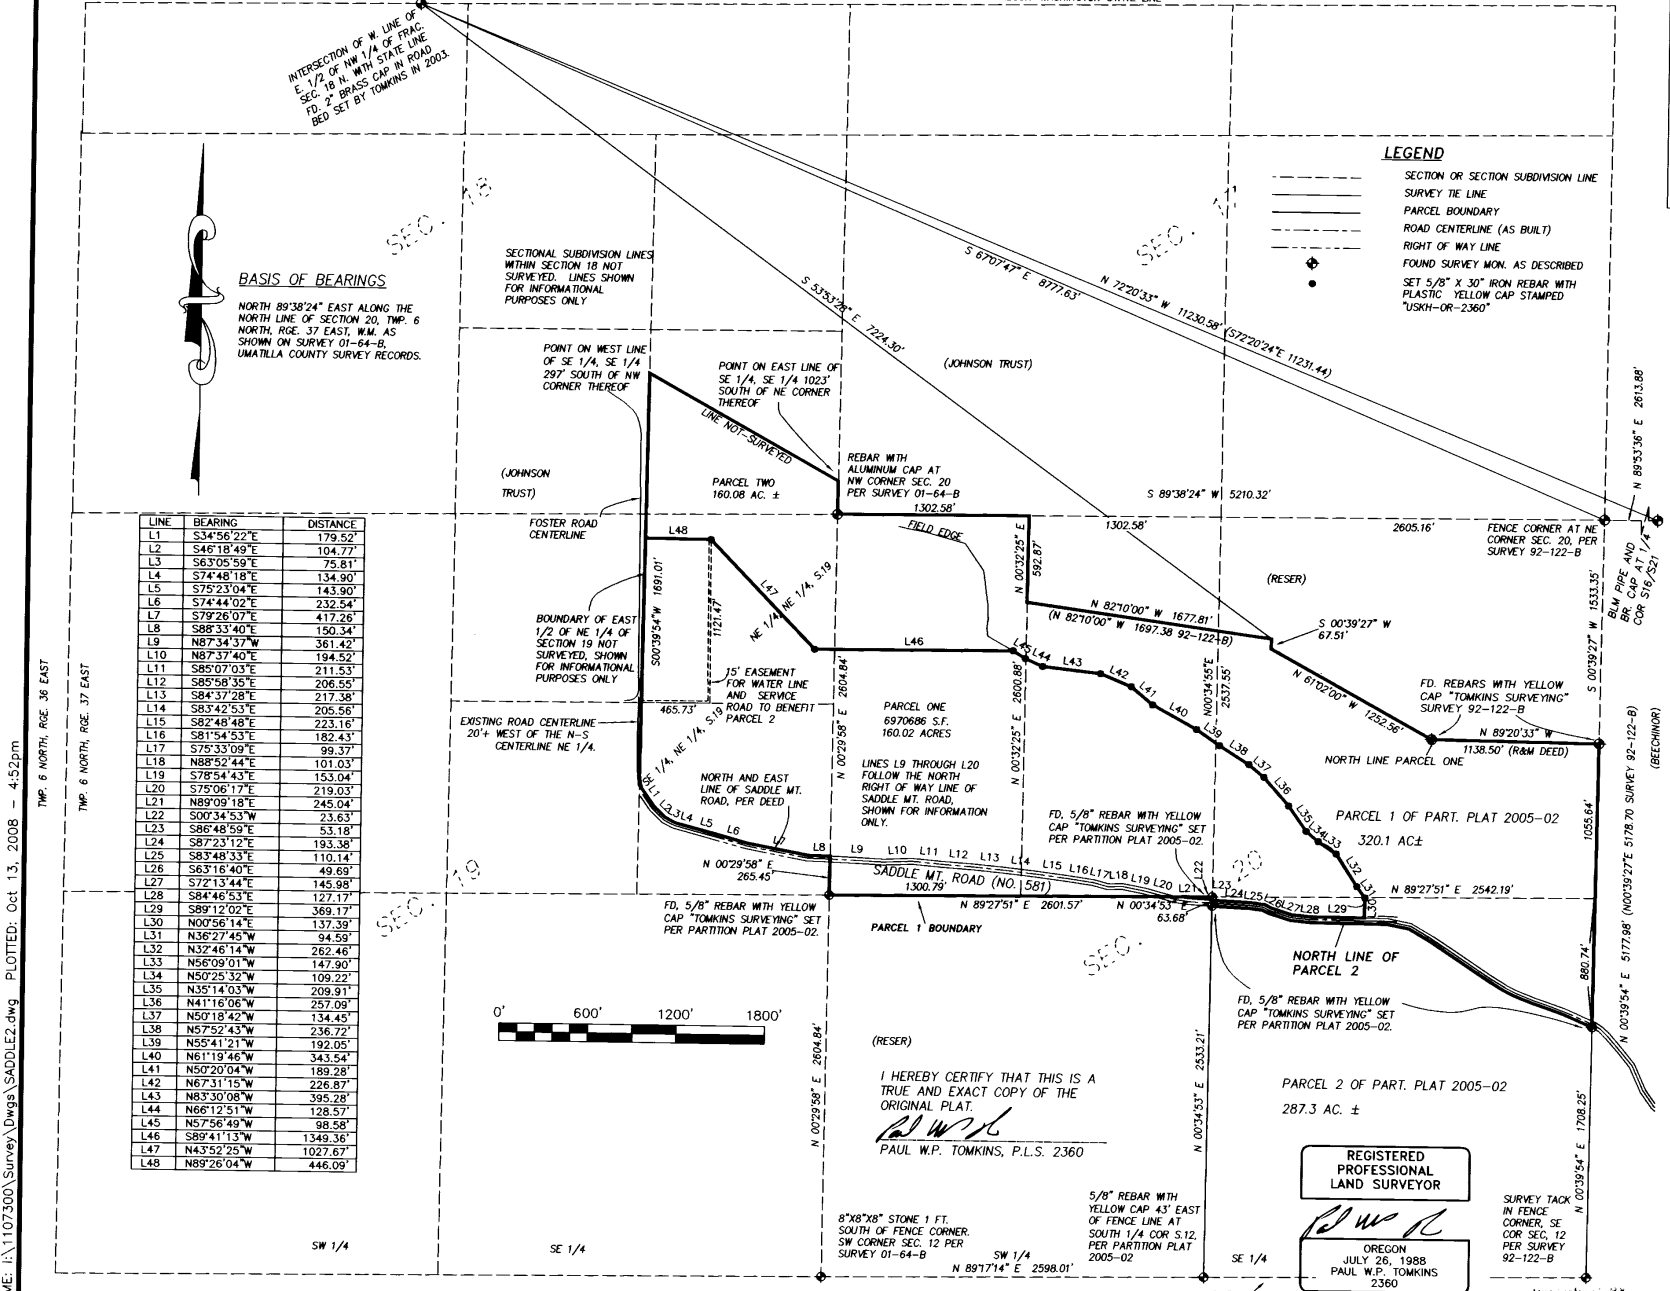 INTERSECTION OF W. LINE OF
E. 1/2 OF NW 1/4 OF FRAC.
SEC. 18 N. WITH STATE LINE
FD. 2" BRASS CAP IN ROAD
BED SET BY TOMKINS IN 2003.
LEGEND
SECTION OR SECTION SUBDIVISION LINE
SURVEY TIE LINE
PARCEL BOUNDARY
ROAD CENTERLINE (AS BUILT)
RIGHT OF WAY LINE
FOUND SURVEY MON. AS DESCRIBED
SET 5/8" X 30" IRON REBAR WITH
PLASTIC YELLOW CAP STAMPED
"USKH-OR-2360"
SEC. 18
SEC. 17
BASIS OF BEARINGS
NORTH 89°38'24" EAST ALONG THE
NORTH LINE OF SECTION 20, TWP. 6
NORTH, RGE. 37 EAST, W.M. AS
SHOWN ON SURVEY 01-64-B,
UMATILLA COUNTY SURVEY RECORDS.
SECTIONAL SUBDIVISION LINES
WITHIN SECTION 18 NOT
SURVEYED. LINES SHOWN
FOR INFORMATIONAL
PURPOSES ONLY
S 67°07'47" E 8777.63'
N 72°20'33" W 11230.58' (S72°20'24"E 11231.44)
S 53°53'28" E 7224.30'
(JOHNSON TRUST)
POINT ON WEST LINE
OF SE 1/4, SE 1/4
297' SOUTH OF NW
CORNER THEREOF
POINT ON EAST LINE OF
SE 1/4, SE 1/4 1023'
SOUTH OF NE CORNER
THEREOF
LINE NOT-SURVEYED
N 89°53'36" E 2613.88'
(JOHNSON
TRUST)
PARCEL TWO
160.08 AC. ±
REBAR WITH
ALUMINUM CAP AT
NW CORNER SEC. 20
PER SURVEY 01-64-B
S 89°38'24" W 5210.32'
1302.58'
1302.58'
2605.16'
FENCE CORNER AT NE
CORNER SEC. 20, PER
SURVEY 92-122-B
BLM PIPE AND
BR. CAP AT 1/4
COR S16/S21
FOSTER ROAD
CENTERLINE
FIELD EDGE
N 00°32'25" E
592.87'
(RESER)
L48
L47
NE 1/4, NE 1/4, S.19
S00°39'54"W 1691.01'
1121.47'
N 82°10'00" W 1677.81'
(N 82°10'00" W 1697.38 92-122-B)
S 00°39'27" W
67.51'
S 00°39'27" W 1533.35'
BOUNDARY OF EAST
1/2 OF NE 1/4 OF
SECTION 19 NOT
SURVEYED, SHOWN
FOR INFORMATIONAL
PURPOSES ONLY
L46
L45
L44
L43
L42
L41
L40
L39
L38
L37
L36
L35
L34
L33
L32
L31
L30
15' EASEMENT
FOR WATER LINE
AND SERVICE
ROAD TO BENEFIT
PARCEL 2
465.73'
N 61°02'00" W 1252.56'
FD. REBARS WITH YELLOW
CAP "TOMKINS SURVEYING"
SURVEY 92-122-B
N 89°20'33" W
1138.50' (R&M DEED)
NORTH LINE PARCEL ONE
EXISTING ROAD CENTERLINE
20'+ WEST OF THE N-S
CENTERLINE NE 1/4.
PARCEL ONE
6970686 S.F.
160.02 ACRES
N 00°29'58" E 2604.84'
N 00°32'25" E 2600.88'
N00°34'55"E
2537.55'
LINES L9 THROUGH L20
FOLLOW THE NORTH
RIGHT OF WAY LINE OF
SADDLE MT. ROAD,
SHOWN FOR INFORMATION
ONLY.
NORTH AND EAST
LINE OF SADDLE MT.
ROAD, PER DEED
FD, 5/8" REBAR WITH YELLOW
CAP "TOMKINS SURVEYING" SET
PER PARTITION PLAT 2005-02.
PARCEL 1 OF PART. PLAT 2005-02
320.1 AC±
1055.64'
N 00°39'54" E 5177.98' (N00°39'27"E 5178.70 SURVEY 92-122-B)
(BEECHINOR)
L1
L2
L3
L4
L5
L6
L7
L8
L9
L10
L11
L12
L13
L14
L15
L16
L17
L18
L19
L20
L21
L22
L23
L24
L25
L26
L27
L28
L29
N 00°29'58" E
265.45'
SADDLE MT. ROAD (NO. 581)
1300.79'
N 89°27'51" E 2601.57'
N 00°34'53" E
63.68'
N 89°27'51" E 2542.19'
FD, 5/8" REBAR WITH YELLOW
CAP "TOMKINS SURVEYING" SET
PER PARTITION PLAT 2005-02.
PARCEL 1 BOUNDARY
SEC. 19
SEC. 20
NORTH LINE OF
PARCEL 2
880.74'
FD, 5/8" REBAR WITH YELLOW
CAP "TOMKINS SURVEYING" SET
PER PARTITION PLAT 2005-02.
LINE BEARING DISTANCE
L1 S34°56'22"E 179.52'
L2 S46°18'49"E 104.77'
L3 S63°05'59"E 75.81'
L4 S74°48'18"E 134.90'
L5 S75°23'04"E 143.90'
L6 S74°44'02"E 232.54'
L7 S79°26'07"E 417.26'
L8 S88°33'40"E 150.34'
L9 N87°34'37"W 361.42'
L10 N87°37'40"E 194.52'
L11 S85°07'03"E 211.53'
L12 S85°58'35"E 206.55'
L13 S84°37'28"E 217.38'
L14 S83°42'53"E 205.56'
L15 S82°48'48"E 223.16'
L16 S81°54'53"E 182.43'
L17 S75°33'09"E 99.37'
L18 N88°52'44"E 101.03'
L19 S78°54'43"E 153.04'
L20 S75°06'17"E 219.03'
L21 N89°09'18"E 245.04'
L22 S00°34'53"W 23.63'
L23 S86°48'59"E 53.18'
L24 S87°23'12"E 193.38'
L25 S83°48'33"E 110.14'
L26 S63°16'40"E 49.69'
L27 S72°13'44"E 145.98'
L28 S84°46'53"E 127.17'
L29 S89°12'02"E 369.17'
L30 N00°56'14"E 137.39'
L31 N36°27'45"W 94.59'
L32 N32°46'14"W 262.46'
L33 N56°09'01"W 147.90'
L34 N50°25'32"W 109.22'
L35 N35°14'03"W 209.91'
L36 N41°16'06"W 257.09'
L37 N50°18'42"W 134.45'
L38 N57°52'43"W 236.72'
L39 N55°41'21"W 192.05'
L40 N61°19'46"W 343.54'
L41 N50°20'04"W 189.28'
L42 N67°31'15"W 226.87'
L43 N83°30'08"W 395.28'
L44 N66°12'51"W 128.57'
L45 N57°56'49"W 98.58'
L46 S89°41'13"W 1349.36'
L47 N43°52'25"W 1027.67'
L48 N89°26'04"W 446.09'
TWP. 6 NORTH, RGE. 36 EAST
TWP. 6 NORTH, RGE. 37 EAST
ME: I:\1107300\Survey\Dwgs\SADDLE2.dwg PLOTTED: Oct 13, 2008 - 4:52pm
0' 600' 1200' 1800'
SEC.
N 00°29'58" E 2604.84'
N 00°34'53" E 2533.21'
(RESER)
I HEREBY CERTIFY THAT THIS IS A
TRUE AND EXACT COPY OF THE
ORIGINAL PLAT.
PAUL W.P. TOMKINS, P.L.S. 2360
PARCEL 2 OF PART. PLAT 2005-02
287.3 AC. ±
N 00°39'54" E 1708.25'
REGISTERED
PROFESSIONAL
LAND SURVEYOR
OREGON
JULY 26, 1988
PAUL W.P. TOMKINS
2360
SURVEY TACK
IN FENCE
CORNER, SE
COR SEC, 12
PER SURVEY
92-122-B
8"X8"X8" STONE 1 FT.
SOUTH OF FENCE CORNER.
SW CORNER SEC. 12 PER
SURVEY 01-64-B
5/8" REBAR WITH
YELLOW CAP 43' EAST
OF FENCE LINE AT
SOUTH 1/4 COR S.12,
PER PARTITION PLAT
2005-02
SW 1/4
SE 1/4
SW 1/4
SE 1/4
N 89°17'14" E 2598.01'